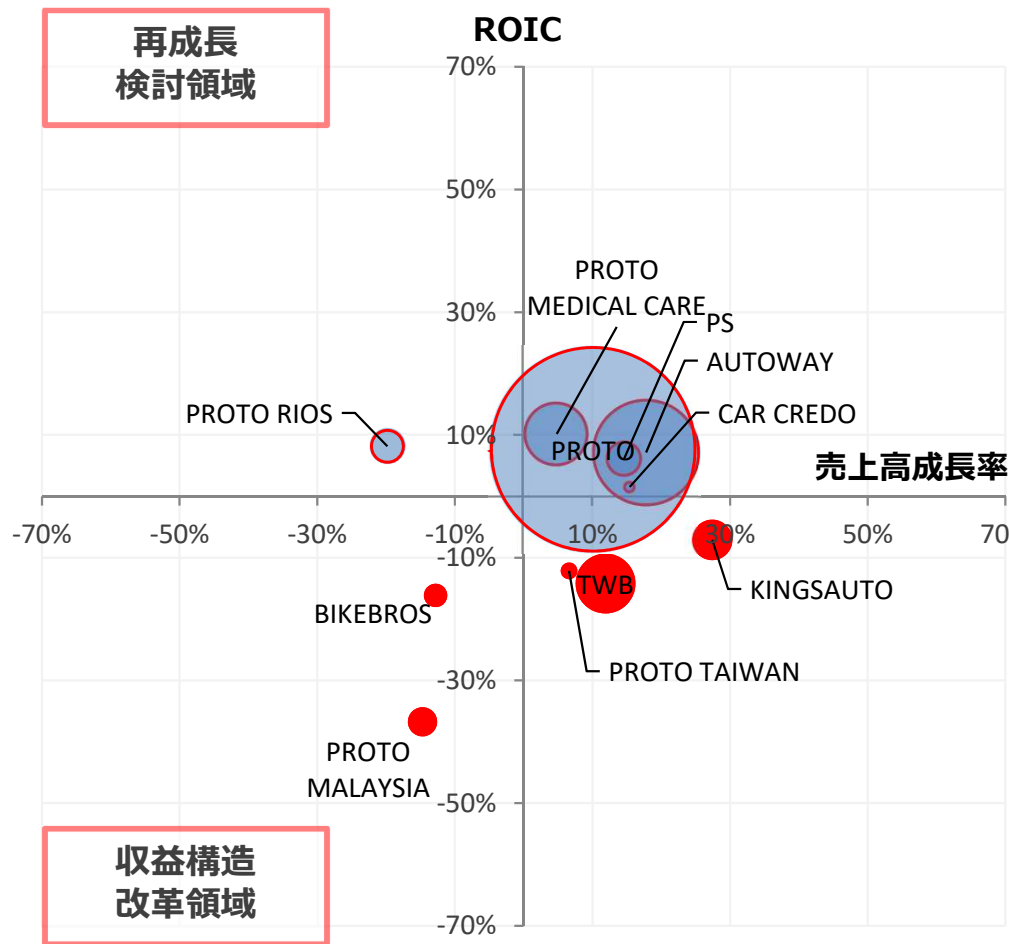 再成長
検討領域
ROIC
70%
50%
30%
10%
-10%
-30%
-50%
-70%
PROTO
MEDICAL CARE
PS
AUTOWAY
CAR CREDO
PROTO RIOS
PROTO
売上高成長率
-70%
-50%
-30%
-10%
10%
30%
50%
70
KINGSAUTO
TWB
BIKEBROS
PROTO TAIWAN
PROTO
MALAYSIA
収益構造
改革領域